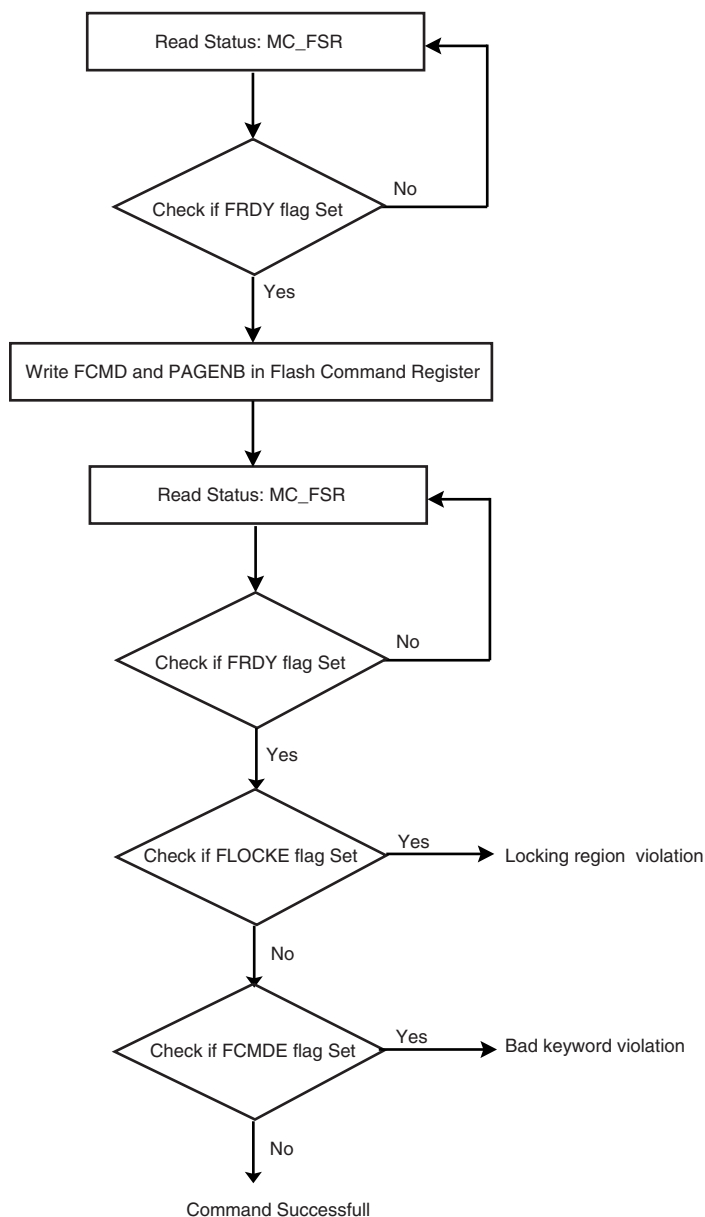 Read Status: MC_FSR
Check if FRDY flag Set
No
Yes
Write FCMD and PAGENB in Flash Command Register
Read Status: MC_FSR
Check if FRDY flag Set
No
Yes
Check if FLOCKE flag Set
Yes
Locking region violation
No
Check if FCMDE flag Set
Yes
Bad keyword violation
No
Command Successfull